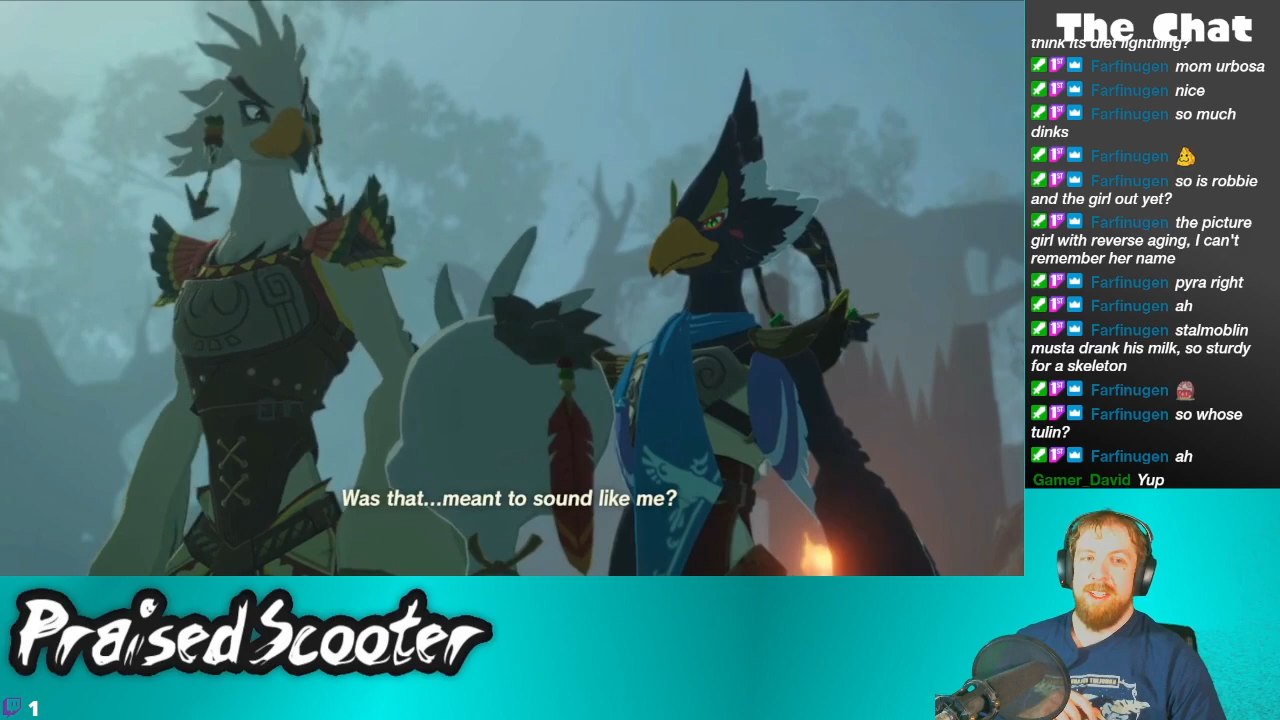 The Chat
think its diet lightning?
Farfinugen mom urbosa
Farfinugen nice
Farfinugen so much
dinks
Farfinugen
Farfinugen so is robbie
and the girl out yet?
Farfinugen the picture
girl with reverse aging, I can't
remember her name
Farfinugen pyra right
Farfinugen ah
Farfinugen stalmoblin
musta drank his milk, so sturdy
for a skeleton
Farfinugen
Farfinugen so whose
tulin?
Farfinugen ah
Gamer_David Yup
Was that...meant to sound like me?
PraisedScooter
1